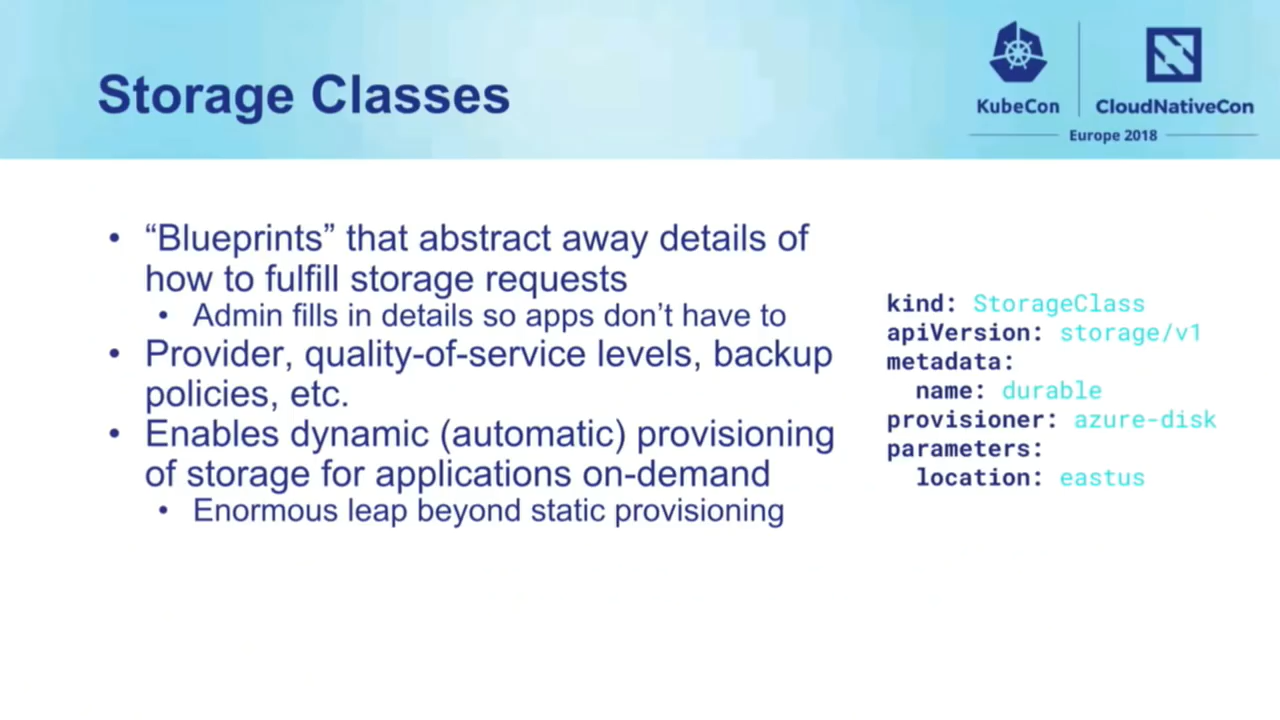 Storage Classes
KubeCon
CloudNativeCon
Europe 2018
• “Blueprints” that abstract away details of
how to fulfill storage requests
• Admin fills in details so apps don’t have to
• Provider, quality-of-service levels, backup
policies, etc.
• Enables dynamic (automatic) provisioning
of storage for applications on-demand
• Enormous leap beyond static provisioning
kind: StorageClass
apiVersion: storage/v1
metadata:
  name: durable
provisioner: azure-disk
parameters:
  location: eastus